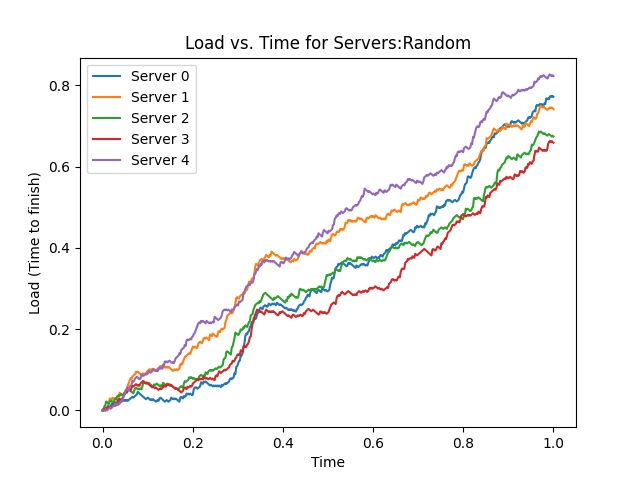 Load vs. Time for Servers:Random
Server 0
Server 1
Server 2
Server 3
Server 4
Load (Time to finish)
0.8
0.6
0.4
0.2
0.0
0.0 0.2 0.4 0.6 0.8 1.0
Time